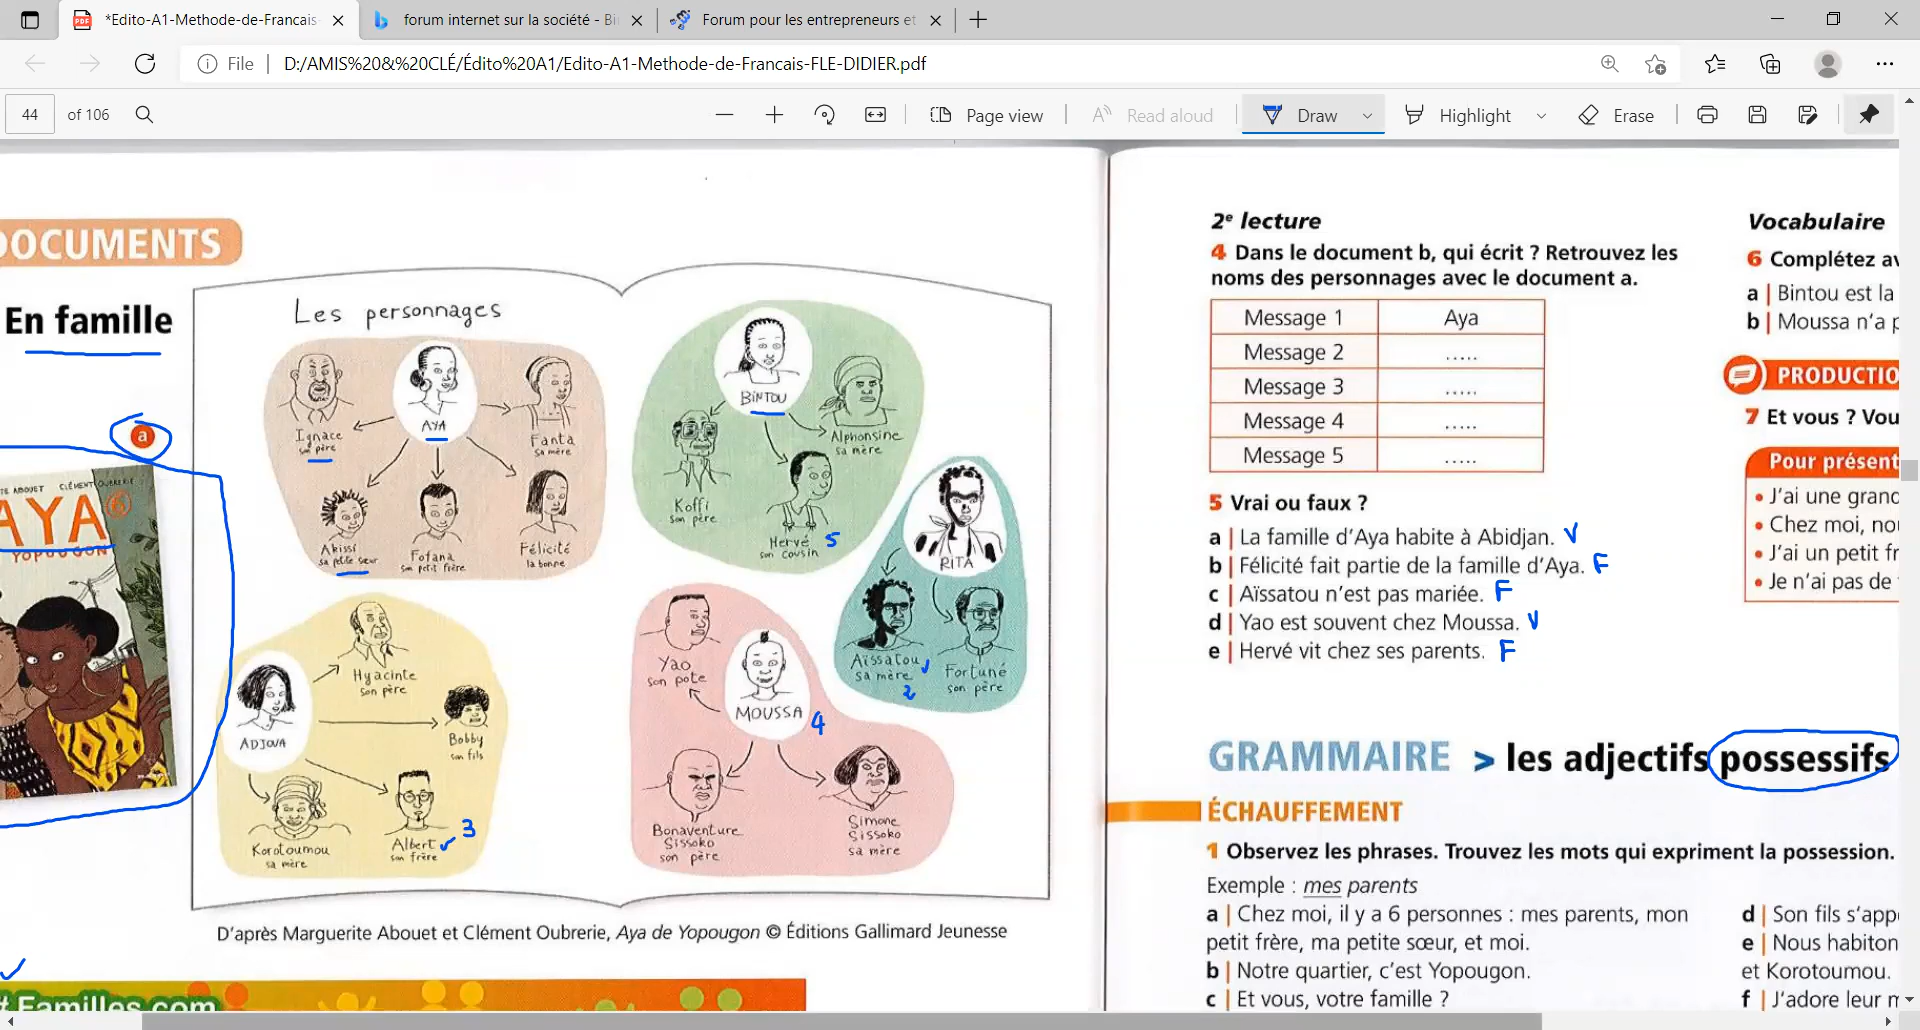 *Edito-A1-Methode-de-Francais-
forum internet sur la société - Bi
Forum pour les entrepreneurs et
File
D:/AMIS%20&%20CLÉ/Édito%20A1/Edito-A1-Methode-de-Francais-FLE-DIDIER.pdf
44 of 106
Page view
Read aloud
Draw
Highlight
Erase
DOCUMENTS
En famille
a
TE ABOUET CLÉMENT OUBRERIE
AYA 6
YOPOUGON
Les personnages
AYA
Ignace
son père
Fanta
sa mère
Akissi
sa petite sœur
Fofana
son petit frère
Félicité
la bonne
BINTOU
Alphonsine
sa mère
Koffi
son père
Hervé 5
son cousin
RITA
Aïssatou
sa mère
2
Fortuné
son père
ADJOUA
Hyacinte
son père
Bobby
son fils
Korotoumou
sa mère
Albert 3
son frère
Yao
son pote
MOUSSA 4
Bonaventure
Sissoko
son père
Simone
Sissoko
sa mère
D'après Marguerite Abouet et Clément Oubrerie, Aya de Yopougon © Éditions Gallimard Jeunesse
# Familles.com
2e lecture
4 Dans le document b, qui écrit ? Retrouvez les
noms des personnages avec le document a.
Message 1 Aya
Message 2 .....
Message 3 .....
Message 4 .....
Message 5 .....
5 Vrai ou faux ?
a | La famille d'Aya habite à Abidjan. V
b | Félicité fait partie de la famille d'Aya. F
c | Aïssatou n'est pas mariée. F
d | Yao est souvent chez Moussa. V
e | Hervé vit chez ses parents. F
Vocabulaire
6 Complétez av
a | Bintou est la
b | Moussa n'a p
PRODUCTIO
7 Et vous ? Vou
Pour présent
• J'ai une grand
• Chez moi, nou
• J'ai un petit fr
• Je n'ai pas de
GRAMMAIRE > les adjectifs possessifs
ÉCHAUFFEMENT
1 Observez les phrases. Trouvez les mots qui expriment la possession.
Exemple : mes parents
a | Chez moi, il y a 6 personnes : mes parents, mon
petit frère, ma petite sœur, et moi.
b | Notre quartier, c'est Yopougon.
c | Et vous, votre famille ?
d | Son fils s'app
e | Nous habiton
et Korotoumou.
f | J'adore leur m